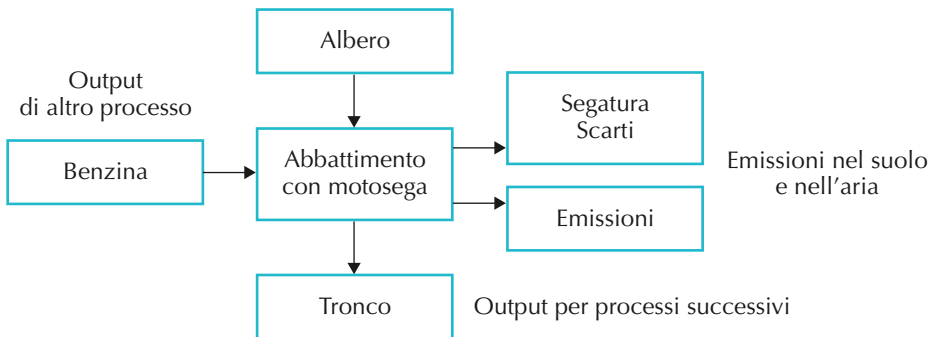 Albero
Output
di altro processo
Segatura
Scarti
Benzina
Abbattimento
con motosega
Emissioni nel suolo
e nell’aria
Emissioni
Tronco
Output per processi successivi